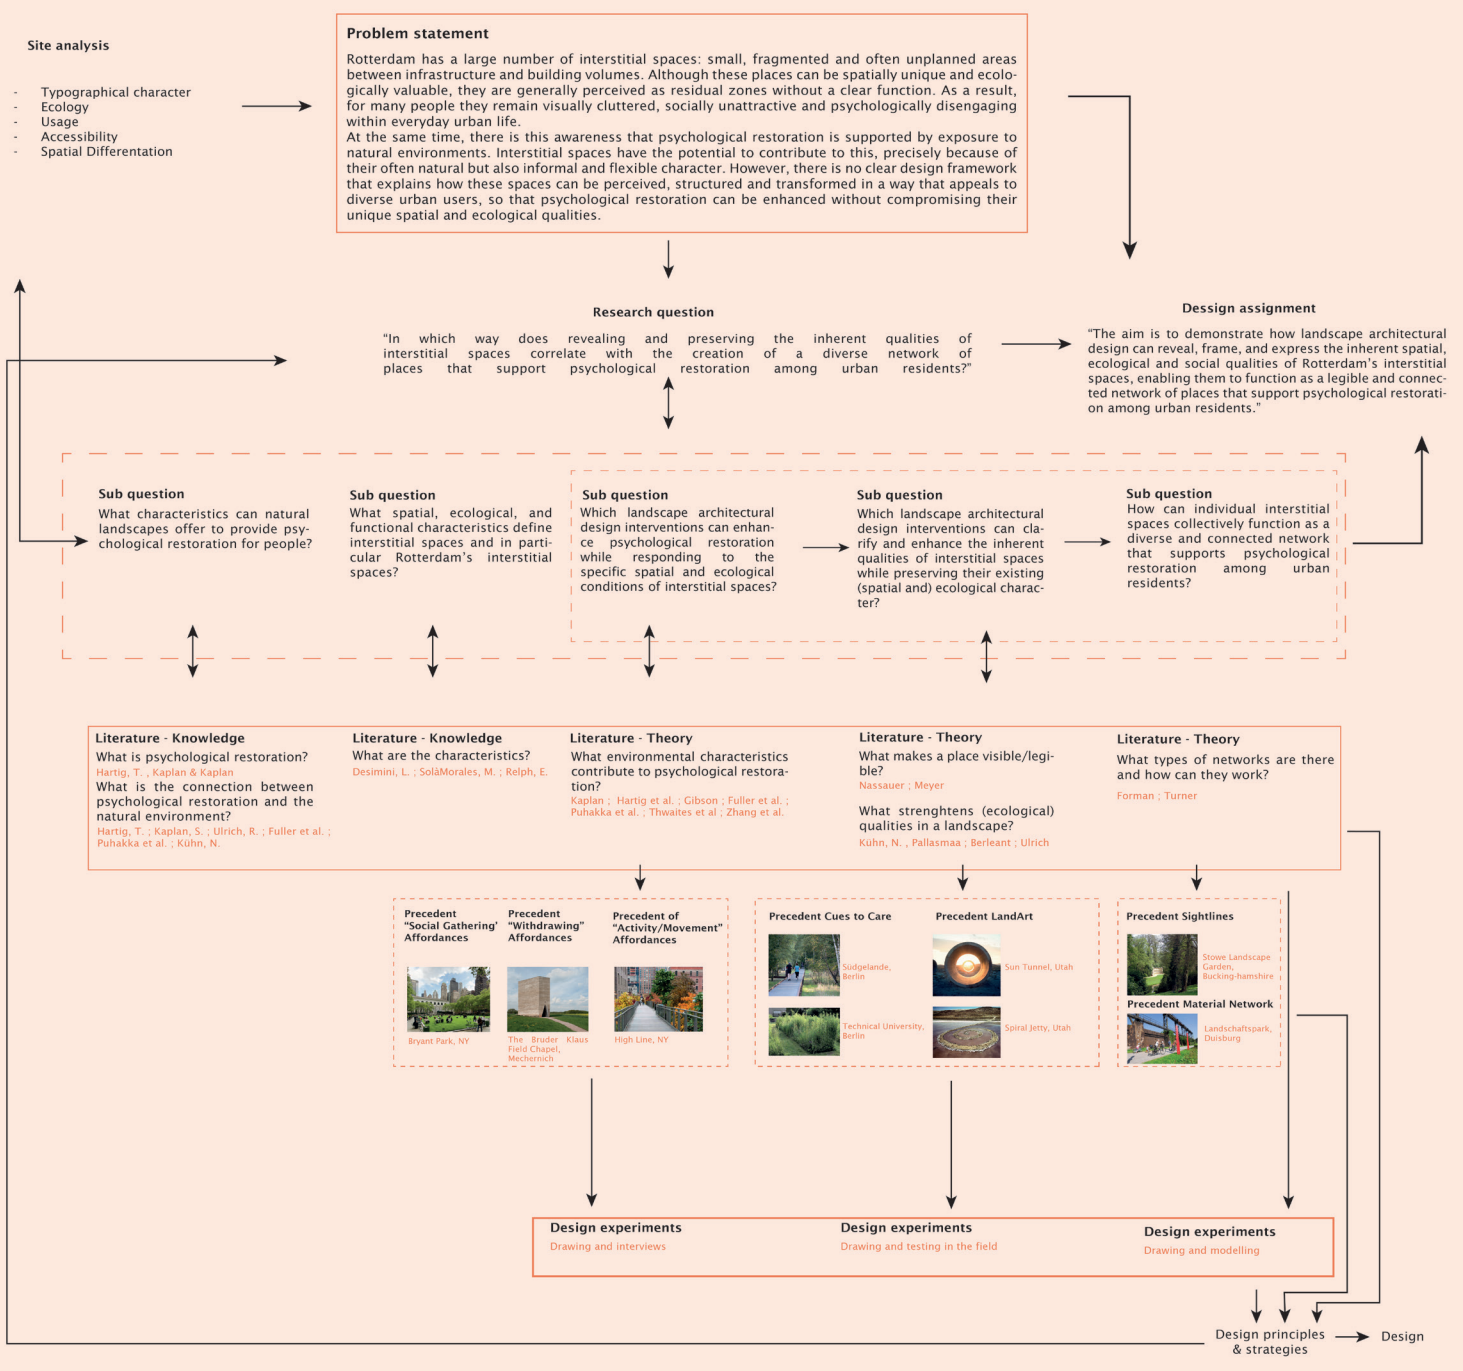 Site analysis
- Typographical character
- Ecology
- Usage
- Accessibility
- Spatial Differentation
Problem statement
Rotterdam has a large number of interstitial spaces: small, fragmented and often unplanned areas
between infrastructure and building volumes. Although these places can be spatially unique and ecolo-
gically valuable, they are generally perceived as residual zones without a clear function. As a result,
for many people they remain visually cluttered, socially unattractive and psychologically disengaging
within everyday urban life.
At the same time, there is this awareness that psychological restoration is supported by exposure to
natural environments. Interstitial spaces have the potential to contribute to this, precisely because of
their often natural but also informal and flexible character. However, there is no clear design framework
that explains how these spaces can be perceived, structured and transformed in a way that appeals to
diverse urban users, so that psychological restoration can be enhanced without compromising their
unique spatial and ecological qualities.
Research question
“In which way does revealing and preserving the inherent qualities of
interstitial spaces correlate with the creation of a diverse network of
places that support psychological restoration among urban residents?”
Dessign assignment
“The aim is to demonstrate how landscape architectural
design can reveal, frame, and express the inherent spatial,
ecological and social qualities of Rotterdam’s interstitial
spaces, enabling them to function as a legible and connec-
ted network of places that support psychological restorati-
on among urban residents.”
Sub question
What characteristics can natural
landscapes offer to provide psy-
chological restoration for people?
Sub question
What spatial, ecological, and
functional characteristics define
interstitial spaces and in parti-
cular Rotterdam’s interstitial
spaces?
Sub question
Which landscape architectural
design interventions can enhan-
ce psychological restoration
while responding to the
specific spatial and ecological
conditions of interstitial spaces?
Sub question
Which landscape architectural
design interventions can cla-
rify and enhance the inherent
qualities of interstitial spaces
while preserving their existing
(spatial and) ecological charac-
ter?
Sub question
How can individual interstitial
spaces collectively function as a
diverse and connected network
that supports psychological
restoration among urban
residents?
Literature - Knowledge
What is psychological restoration?
Hartig, T. , Kaplan & Kaplan
What is the connection between
psychological restoration and the
natural environment?
Hartig, T. ; Kaplan, S. ; Ulrich, R. ; Fuller et al. ;
Puhakka et al. ; Kühn, N.
Literature - Knowledge
What are the characteristics?
Desimini, L. ; SolàMorales, M. ; Relph, E.
Literature - Theory
What environmental characteristics
contribute to psychological restora-
tion?
Kaplan ; Hartig et al. ; Gibson ; Fuller et al. ;
Puhakka et al. ; Thwaites et al ; Zhang et al.
Literature - Theory
What makes a place visible/legi-
ble?
Nassauer ; Meyer
What strenghtens (ecological)
qualities in a landscape?
Kühn, N. , Pallasmaa ; Berleant ; Ulrich
Literature - Theory
What types of networks are there
and how can they work?
Forman ; Turner
Precedent
“Social Gathering’
Affordances
Bryant Park, NY
Precedent
“Withdrawing”
Affordances
The Bruder Klaus
Field Chapel,
Mechernich
Precedent of
“Activity/Movement”
Affordances
High Line, NY
Precedent Cues to Care
Südgelande,
Berlin
Technical University,
Berlin
Precedent LandArt
Sun Tunnel, Utah
Spiral Jetty, Utah
Precedent Sightlines
Stowe Landscape
Garden,
Bucking-hamshire
Precedent Material Network
Landschaftspark,
Duisburg
Design experiments
Drawing and interviews
Design experiments
Drawing and testing in the field
Design experiments
Drawing and modelling
Design principles
& strategies
Design